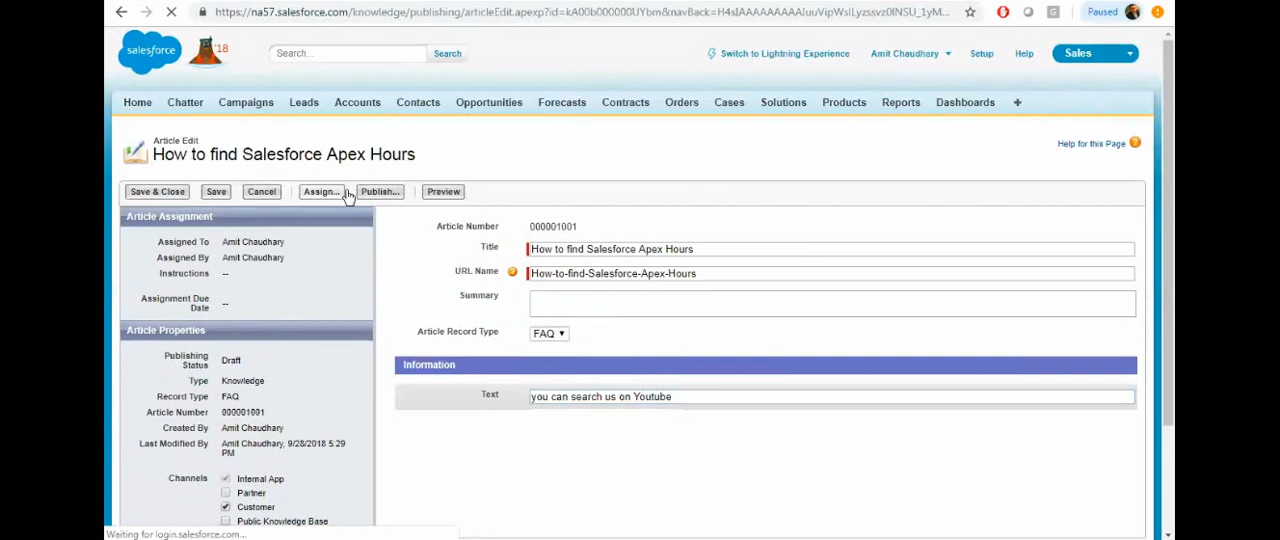 https://na57.salesforce.com/knowledge/publishing/articleEdit.apexp?id=kA00b000000UYbm&navBack=H4sIAAAAAAAAIuuVipWslLyzssvz0INSU_1yM...
Paused
salesforce
'18
Search...
Search
Switch to Lightning Experience
Amit Chaudhary
Setup
Help
Sales
Home
Chatter
Campaigns
Leads
Accounts
Contacts
Opportunities
Forecasts
Contracts
Orders
Cases
Solutions
Products
Reports
Dashboards
+
Article Edit
How to find Salesforce Apex Hours
Help for this Page
Save & Close
Save
Cancel
Assign...
Publish...
Preview
Article Assignment
Assigned To Amit Chaudhary
Assigned By Amit Chaudhary
Instructions --
Assignment Due
Date --
Article Properties
Publishing
Status Draft
Type Knowledge
Record Type FAQ
Article Number 000001001
Created By Amit Chaudhary
Last Modified By Amit Chaudhary, 9/28/2018 5:29
PM
Channels Internal App
Partner
Customer
Public Knowledge Base
Article Number 000001001
Title How to find Salesforce Apex Hours
URL Name How-to-find-Salesforce-Apex-Hours
Summary
Article Record Type FAQ
Information
Text you can search us on Youtube
Waiting for login.salesforce.com...